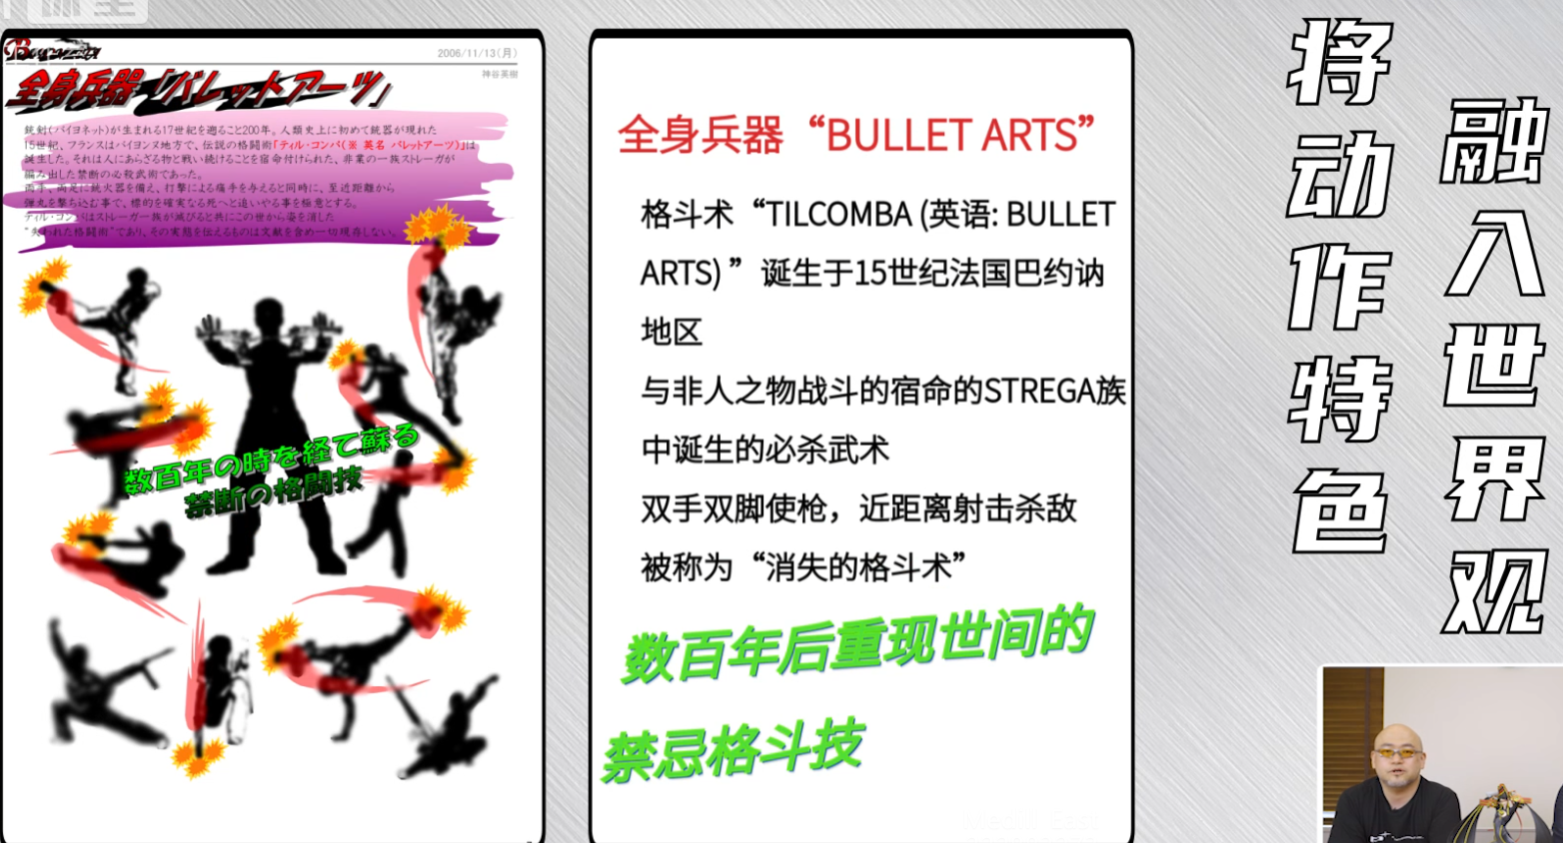 2006/11/13(月)
神谷英樹
全身兵器「バレットアーツ」
銃剣(バイヨネット)が生まれる17世紀を遡ること200年。人類史上に初めて銃器が現れた
15世紀、フランスはバイヨンヌ地方で、伝説の格闘術「ティル・コンバ(※ 英名 バレットアーツ)」は
誕生した。それは人にあらざる物と戦い続けることを宿命付けられた、非業の一族ストレーガが
編み出した禁断の必殺武術であった。
両手、両足に銃火器を備え、打撃による痛手を与えると同時に、至近距離から
弾丸を撃ち込む事で、標的を確実なる死へと追いやる事を極意とする。
ティル・コンバはストレーガ一族が滅びると共にこの世から姿を消した
“失われた格闘術”であり、その実態を伝えるものは文献を含め一切現存しない。
数百年の時を経て蘇る
禁断の格闘技
全身兵器“BULLET ARTS”
格斗术“TILCOMBA (英语: BULLET
ARTS) ”诞生于15世纪法国巴约讷
地区
与非人之物战斗的宿命的STREGA族
中诞生的必杀武术
双手双脚使枪，近距离射击杀敌
被称为“消失的格斗术”
数百年后重现世间的
禁忌格斗技
将动作特色
融入世界观